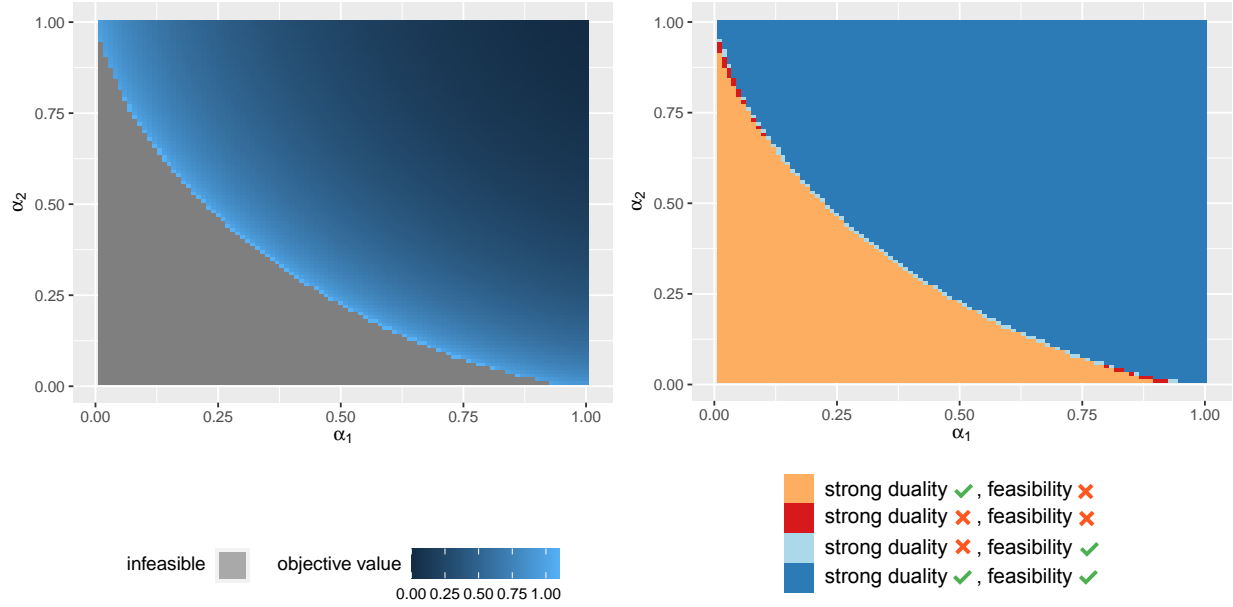 1.00
0.75
0.50
0.25
0.00
α2
0.00 0.25 0.50 0.75 1.00
α1
infeasible objective value
0.00 0.25 0.50 0.75 1.00
1.00
0.75
0.50
0.25
0.00
α2
0.00 0.25 0.50 0.75 1.00
α1
strong duality ✓, feasibility ✗
strong duality ✗, feasibility ✗
strong duality ✗, feasibility ✓
strong duality ✓, feasibility ✓